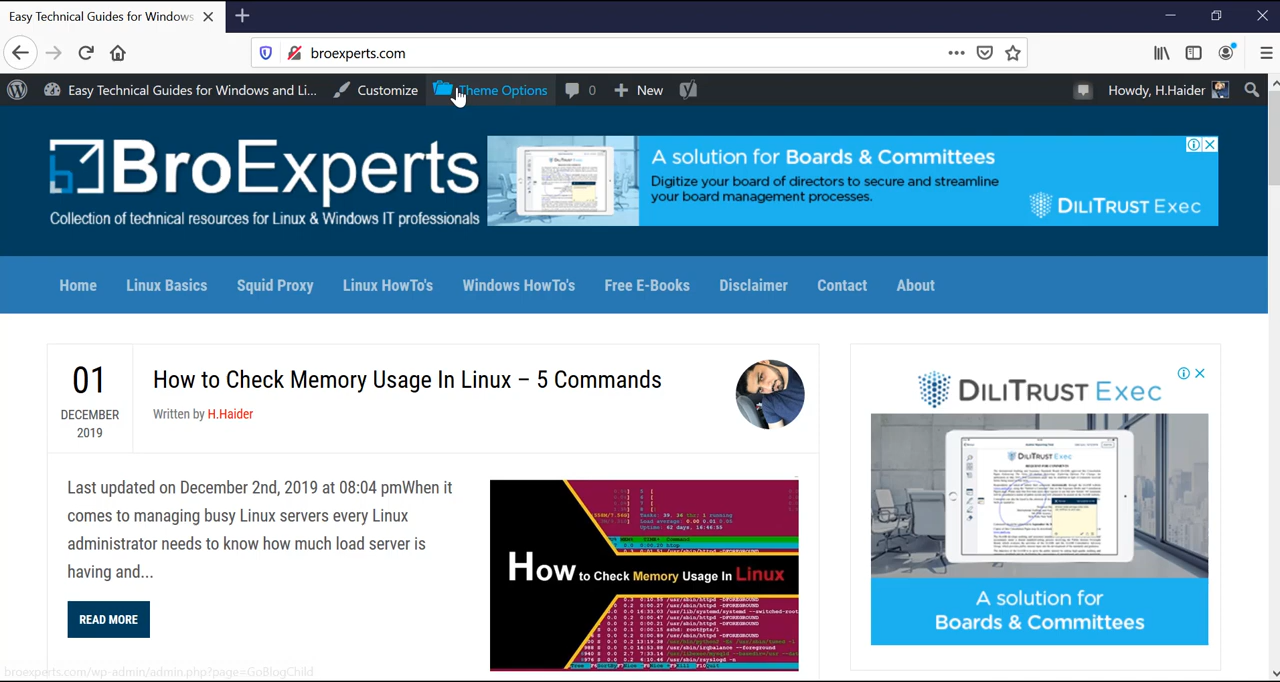 Easy Technical Guides for Windows
broexperts.com
Easy Technical Guides for Windows and Li... Customize Theme Options 0 New Howdy, H.Haider
BroExperts
Collection of technical resources for Linux & Windows IT professionals
A solution for Boards & Committees
Digitize your board of directors to secure and streamline
your board management processes.
DILITRUST EXEC
Home Linux Basics Squid Proxy Linux HowTo's Windows HowTo's Free E-Books Disclaimer Contact About
01
DECEMBER
2019
How to Check Memory Usage In Linux – 5 Commands
Written by H.Haider
Last updated on December 2nd, 2019 at 10:04 amWhen it
comes to managing busy Linux servers every Linux
administrator needs to know how much load server is
having and...
READ MORE
How to Check Memory Usage In Linux
DILITRUST EXEC
A solution for
Boards & Committees
broexperts.com/wp-admin/admin.php?page=GoBlogChild